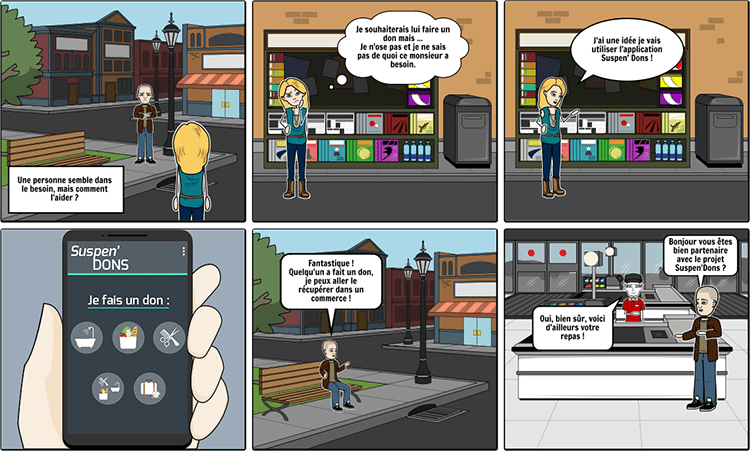 Une personne semble dans
le besoin, mais comment
l'aider ?
Je souhaiterais lui faire un
don mais ...
Je n'ose pas et je ne sais
pas de quoi ce monsieur a
besoin.
J'ai une idée je vais
utiliser l'application
Suspen' Dons !
Suspen'
DONS
Je fais un don :
Fantastique !
Quelqu'un a fait un don,
je peux aller le
récupérer dans un
commerce !
Bonjour vous êtes
bien partenaire
avec le projet
Suspen'Dons ?
Oui, bien sûr, voici
d'ailleurs votre
repas !